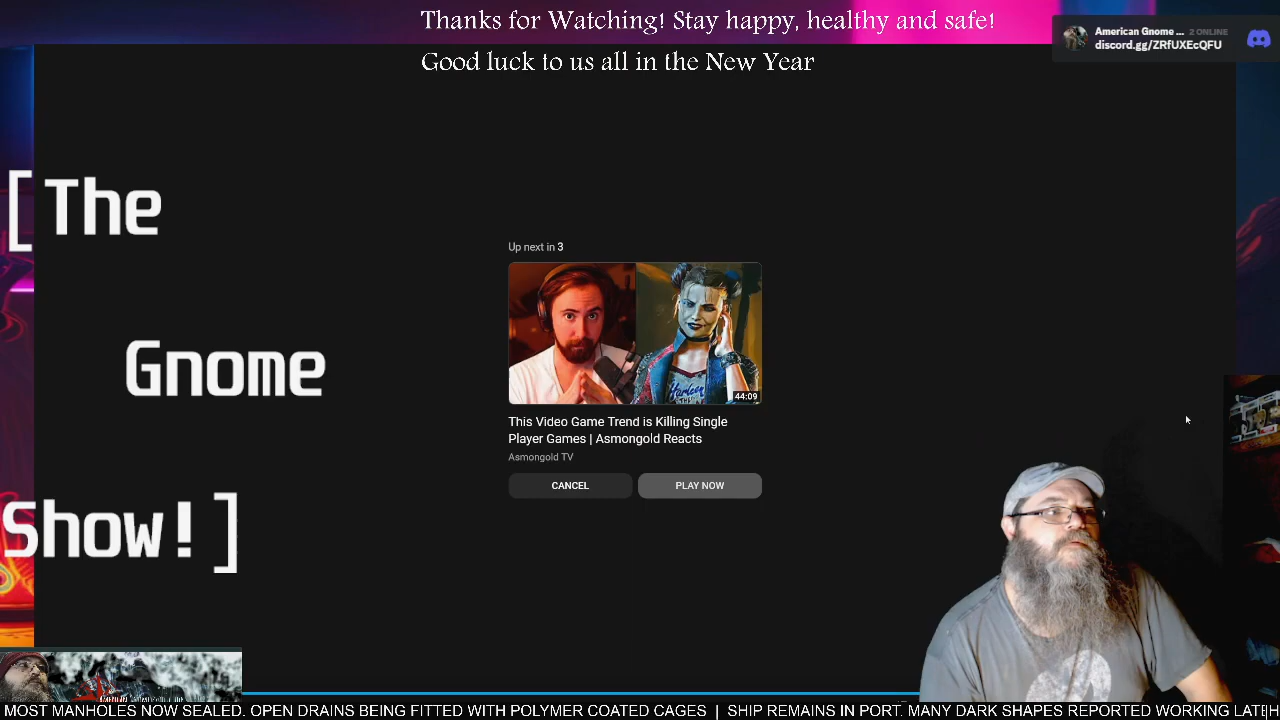 Thanks for Watching! Stay happy, healthy and safe!
Good luck to us all in the New Year
American Gnome ... 2 ONLINE
discord.gg/ZRfUXEcQFU
[The
Gnome
Show!]
Up next in 3
44:09
This Video Game Trend is Killing Single
Player Games | Asmongold Reacts
Asmongold TV
CANCEL
PLAY NOW
MOST MANHOLES NOW SEALED. OPEN DRAINS BEING FITTED WITH POLYMER COATED CAGES | SHIP REMAINS IN PORT. MANY DARK SHAPES REPORTED WORKING